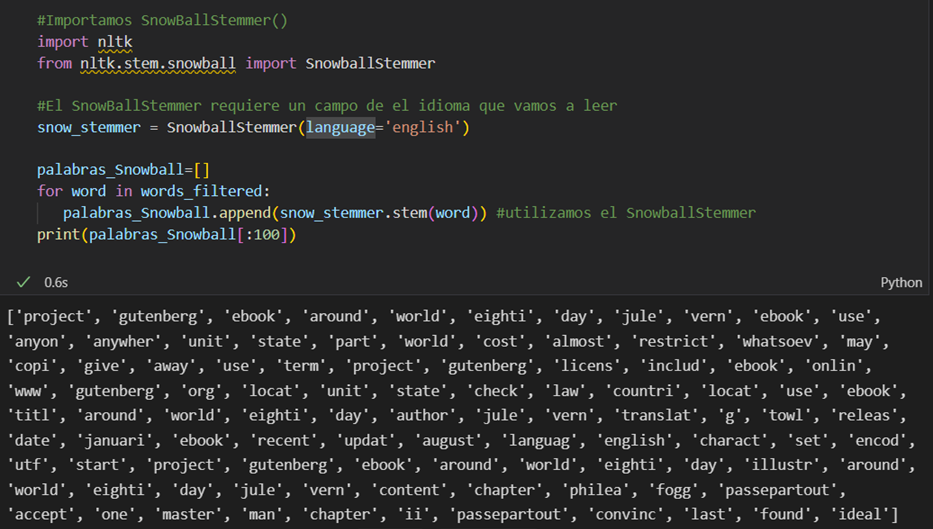 #Importamos SnowBallStemmer()
import nltk
from nltk.stem.snowball import SnowballStemmer
#El SnowBallStemmer requiere un campo de el idioma que vamos a leer
snow_stemmer = SnowballStemmer(language='english')
palabras_Snowball=[]
for word in words_filtered:
palabras_Snowball.append(snow_stemmer.stem(word)) #utilizamos el SnowballStemmer
print(palabras_Snowball[:100])
0.6s Python
['project', 'gutenberg', 'ebook', 'around', 'world', 'eighti', 'day', 'jule', 'vern', 'ebook', 'use',
'anyon', 'anywher', 'unit', 'state', 'part', 'world', 'cost', 'almost', 'restrict', 'whatsoev', 'may',
'copi', 'give', 'away', 'use', 'term', 'project', 'gutenberg', 'licens', 'includ', 'ebook', 'onlin',
'www', 'gutenberg', 'org', 'locat', 'unit', 'state', 'check', 'law', 'countri', 'locat', 'use', 'ebook',
'titl', 'around', 'world', 'eighti', 'day', 'author', 'jule', 'vern', 'translat', 'g', 'towl', 'releas',
'date', 'januari', 'ebook', 'recent', 'updat', 'august', 'languag', 'english', 'charact', 'set', 'encod',
'utf', 'start', 'project', 'gutenberg', 'ebook', 'around', 'world', 'eighti', 'day', 'illustr', 'around',
'world', 'eighti', 'day', 'jule', 'vern', 'content', 'chapter', 'philea', 'fogg', 'passepartout',
'accept', 'one', 'master', 'man', 'chapter', 'ii', 'passepartout', 'convinc', 'last', 'found', 'ideal']